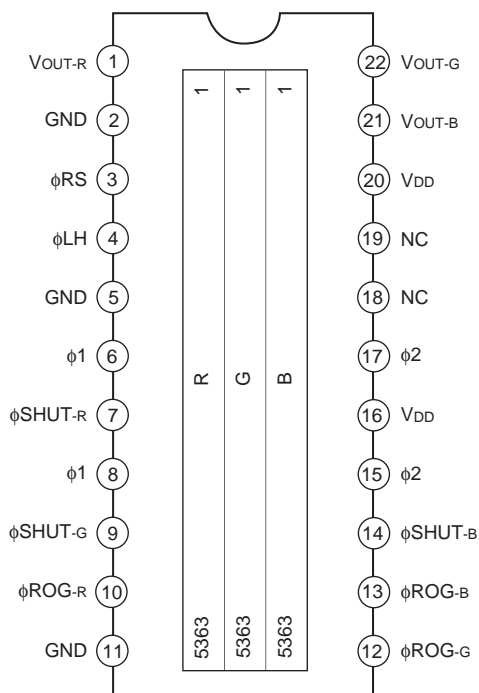 VOUT-R 1
GND 2
ϕRS 3
ϕLH 4
GND 5
ϕ1 6
ϕSHUT-R 7
ϕ1 8
ϕSHUT-G 9
ϕROG-R 10
GND 11
1 1 1
R G B
5363 5363 5363
22 VOUT-G
21 VOUT-B
20 VDD
19 NC
18 NC
17 ϕ2
16 VDD
15 ϕ2
14 ϕSHUT-B
13 ϕROG-B
12 ϕROG-G